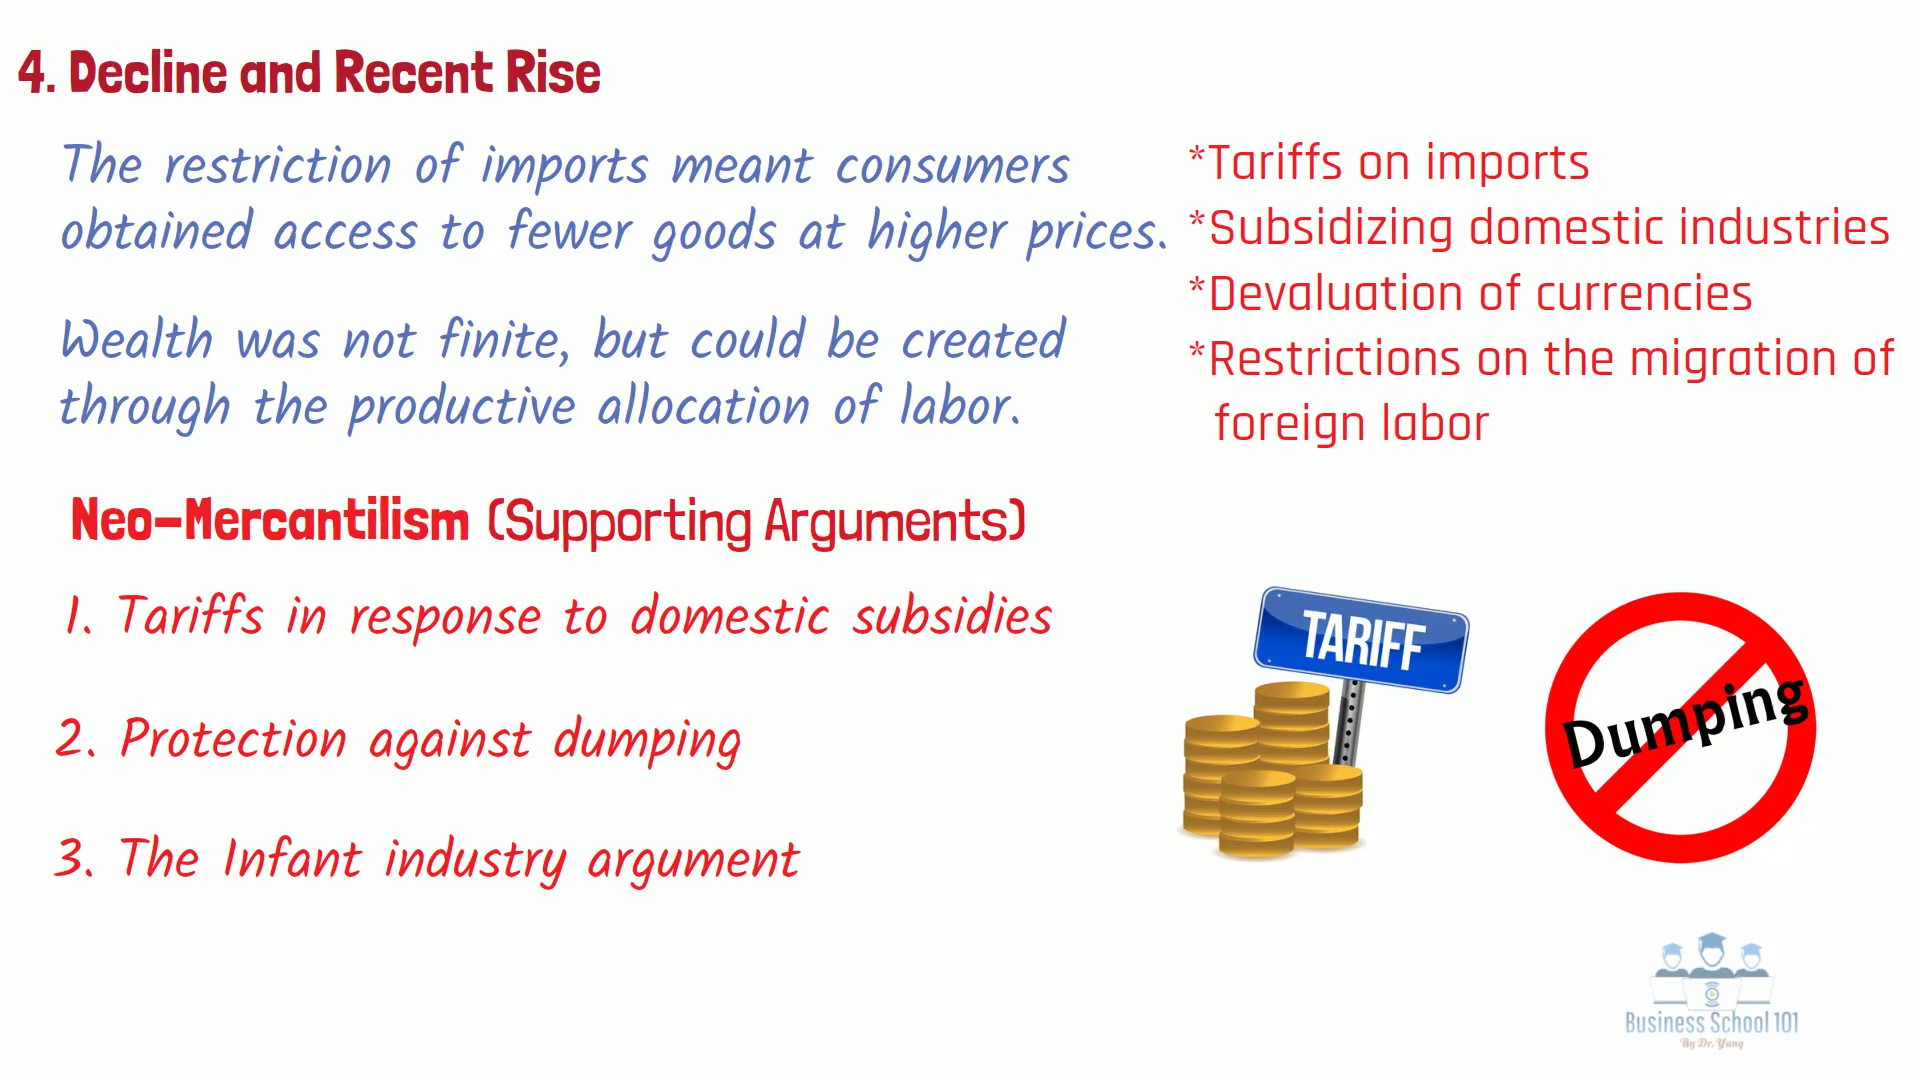 4. Decline and Recent Rise
The restriction of imports meant consumers
obtained access to fewer goods at higher prices.
Wealth was not finite, but could be created
through the productive allocation of labor.
*Tariffs on imports
*Subsidizing domestic industries
*Devaluation of currencies
*Restrictions on the migration of
foreign labor
Neo-Mercantilism (Supporting Arguments)
1. Tariffs in response to domestic subsidies
2. Protection against dumping
3. The Infant industry argument
TARIFF
Dumping
Business School 101
By Dr. Yang